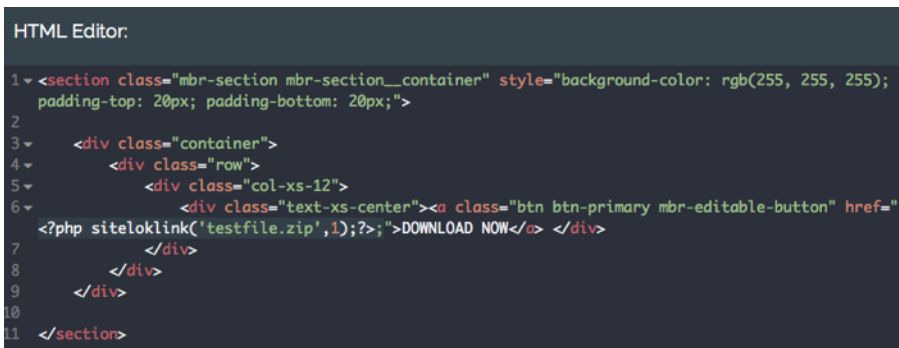 HTML Editor:
1 <section class="mbr-section mbr-section__container" style="background-color: rgb(255, 255, 255);
padding-top: 20px; padding-bottom: 20px;">
2
3 <div class="container">
4 <div class="row">
5 <div class="col-xs-12">
6 <div class="text-xs-center"><a class="btn btn-primary mbr-editable-button" href="
<?php siteloklink('testfile.zip',1);?>;">DOWNLOAD NOW</a> </div>
7 </div>
8 </div>
9 </div>
10
11 </section>